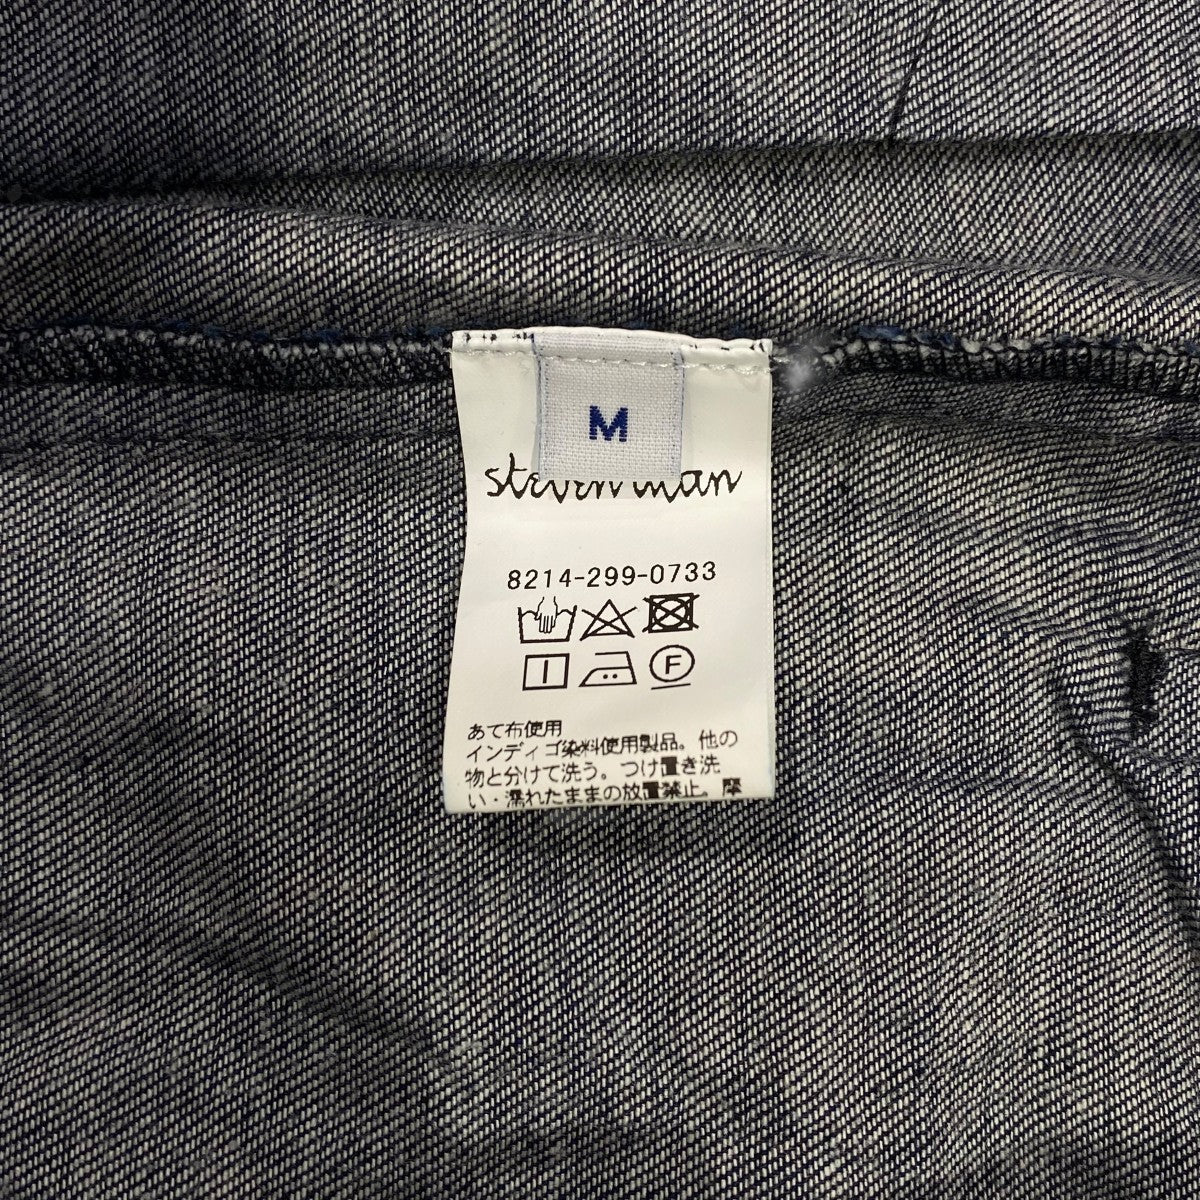 M
steven alan
8214-299-0733
I
F
あて布使用
インディゴ染料使用製品。他の
物と分けて洗う。つけ置き洗
い・濡れたままの放置禁止。摩